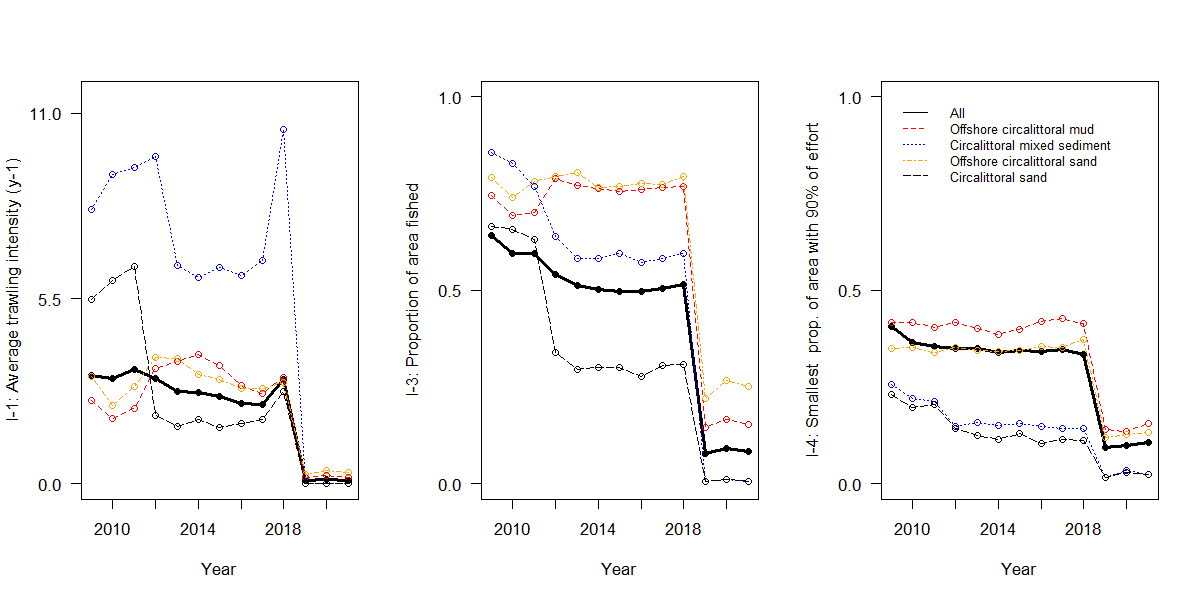 I-1: Average trawling intensity (y-1)
11.0
5.5
0.0
2010
2014
2018
Year
I-3: Proportion of area fished
1.0
0.5
0.0
2010
2014
2018
Year
I-4: Smallest prop. of area with 90% of effort
1.0
0.5
0.0
All
Offshore circalittoral mud
Circalittoral mixed sediment
Offshore circalittoral sand
Circalittoral sand
2010
2014
2018
Year